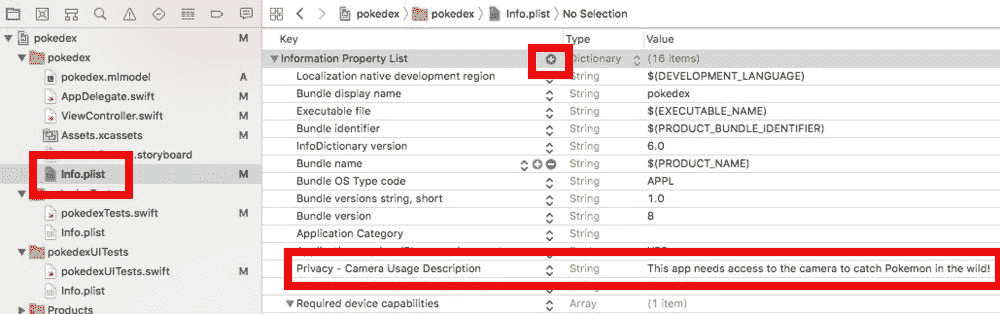 pokedex
pokedex
pokedex.mlmodel A
AppDelegate.swift
ViewController.swift M
Assets.xcassets M
.storyboard
Info.plist M
pokedexTests.swift M
Info.plist
pokedexUITests
pokedexUITests.swift M
Info.plist
Products
pokedex pokedex Info.plist No Selection
Key Type Value
Information Property List Dictionary (16 items)
Localization native development region String $(DEVELOPMENT_LANGUAGE)
Bundle display name String pokedex
Executable file String $(EXECUTABLE_NAME)
Bundle identifier String $(PRODUCT_BUNDLE_IDENTIFIER)
InfoDictionary version String 6.0
Bundle name String $(PRODUCT_NAME)
Bundle OS Type code String APPL
Bundle versions string, short String 1.0
Bundle version String 8
Application Category String
Privacy - Camera Usage Description String This app needs access to the camera to catch Pokemon in the wild!
Required device capabilities Array (1 item)